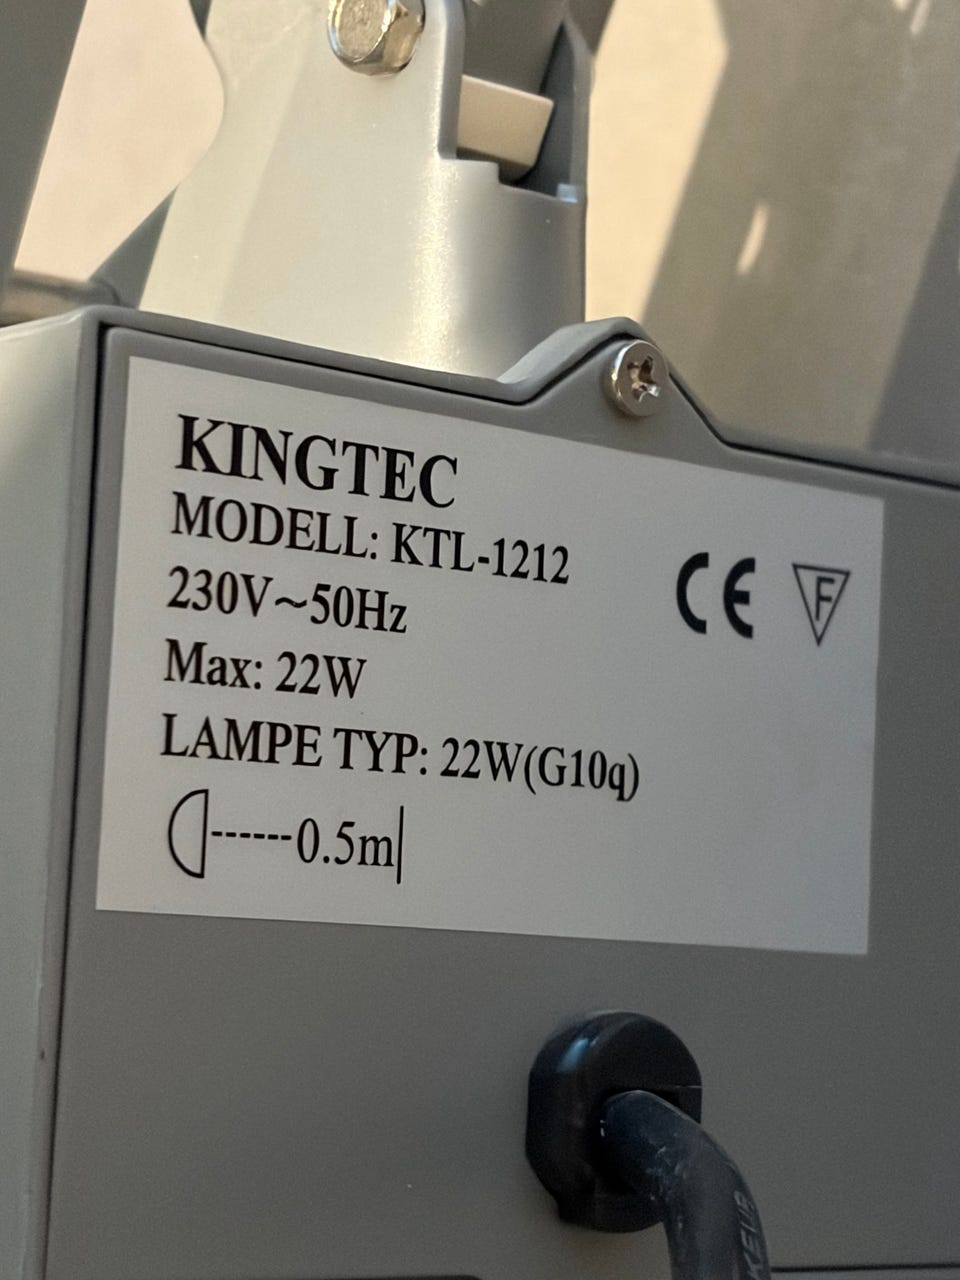 KINGTEC
MODELL: KTL-1212
230V~50Hz
Max: 22W
LAMPE TYP: 22W(G10q)
0.5m
CE
F